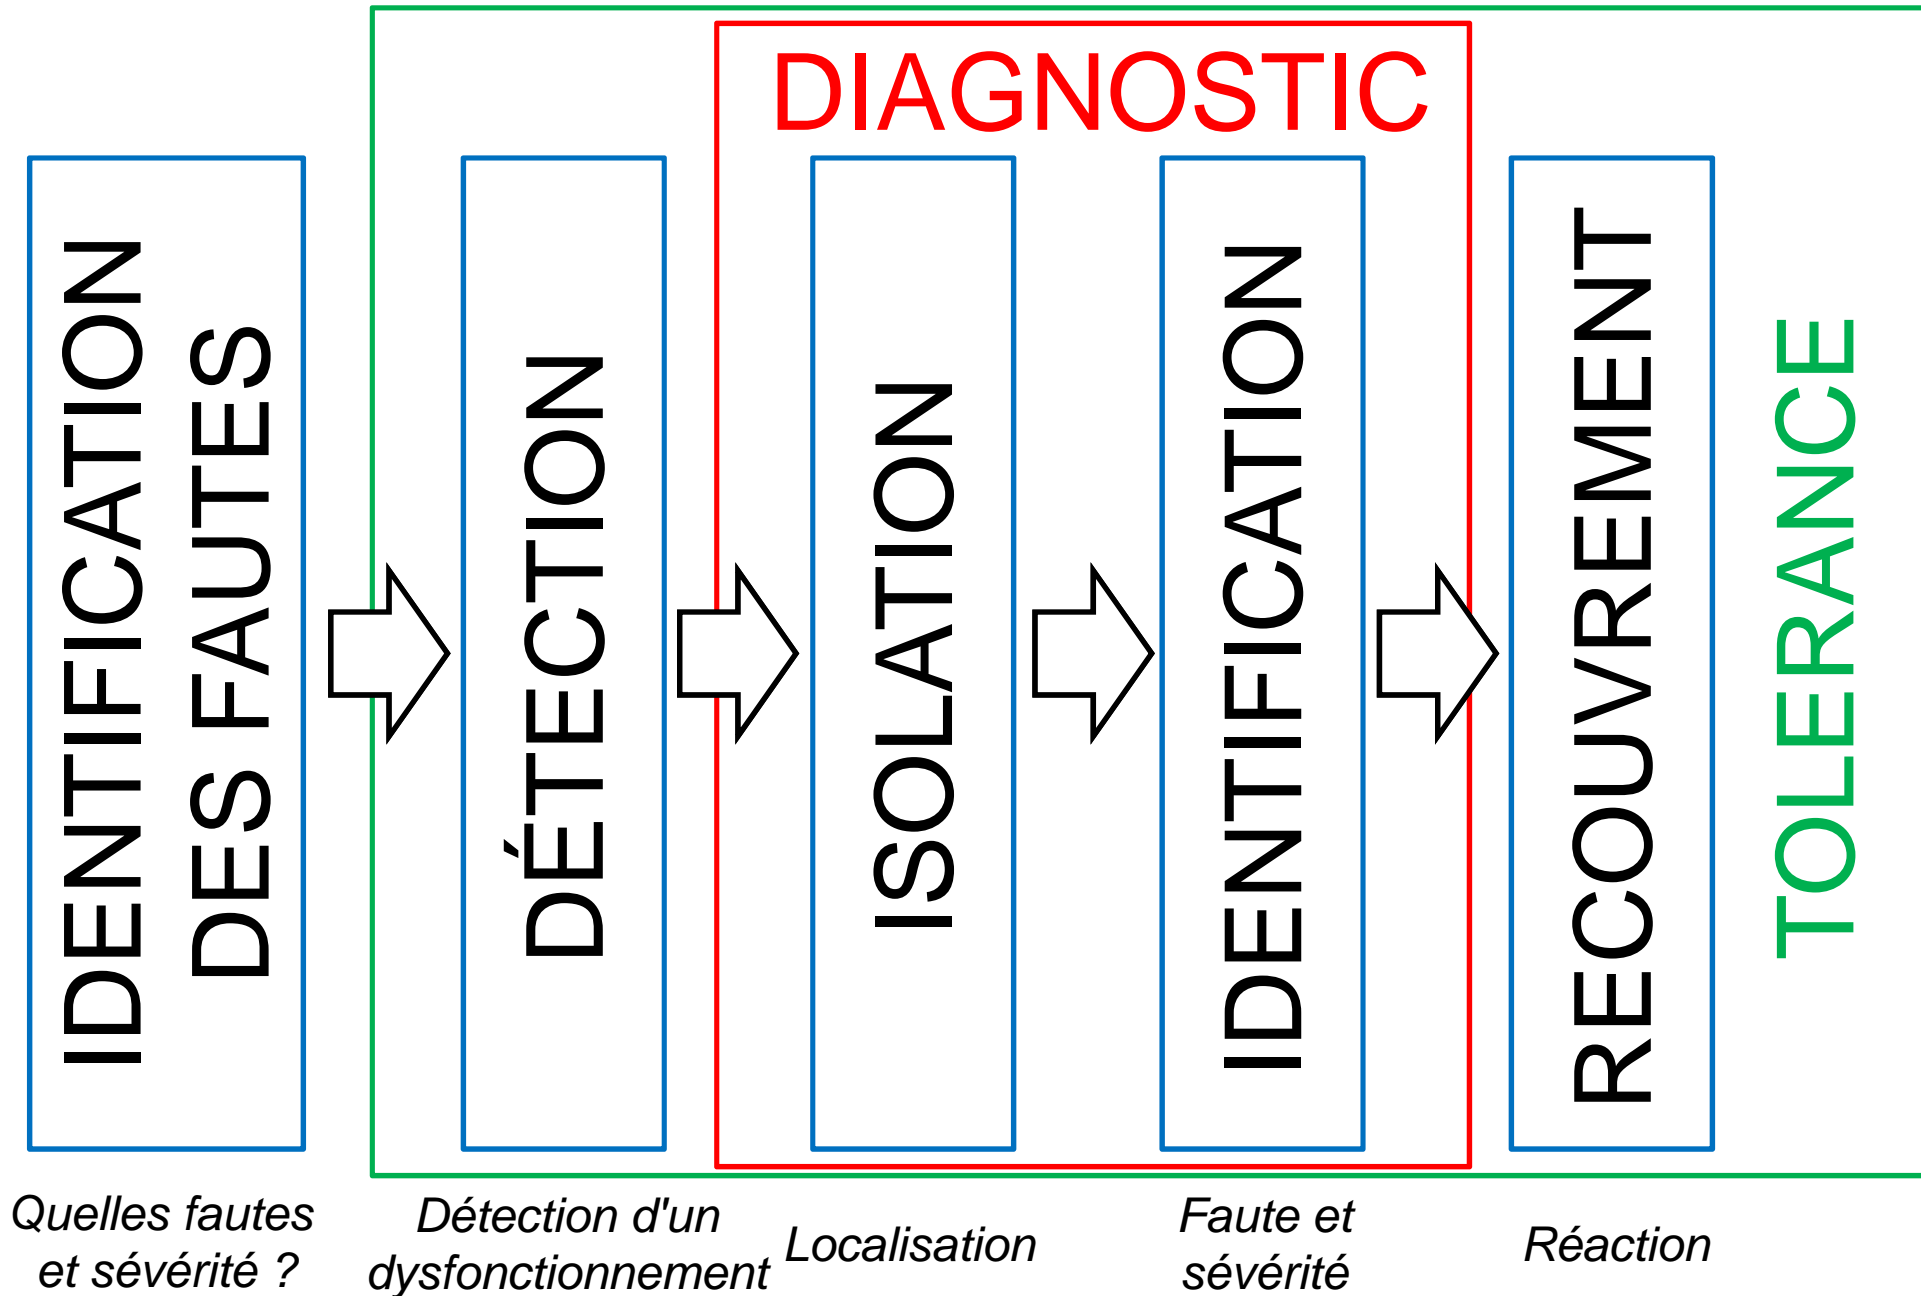 DIAGNOSTIC
IDENTIFICATION
DES FAUTES
DÉTECTION
ISOLATION
IDENTIFICATION
RECOUVREMENT
TOLERANCE
Quelles fautes
et sévérité ?
Détection d'un
dysfonctionnement
Localisation
Faute et
sévérité
Réaction